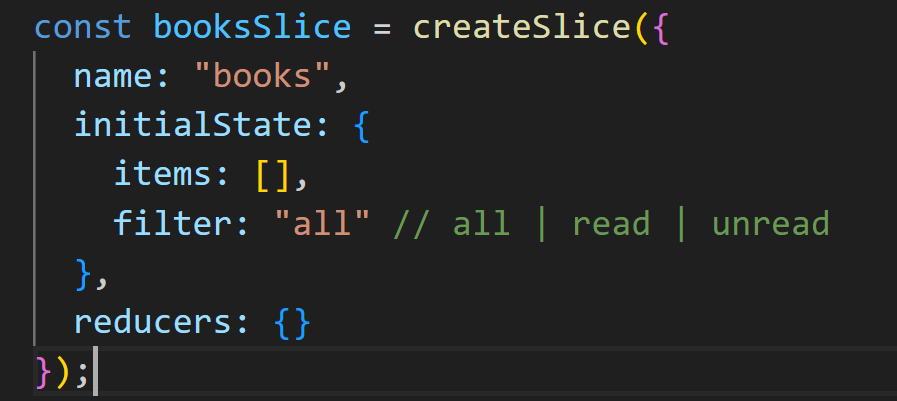 const booksSlice = createSlice({
  name: "books",
  initialState: {
    items: [],
    filter: "all" // all | read | unread
  },
  reducers: {}
});